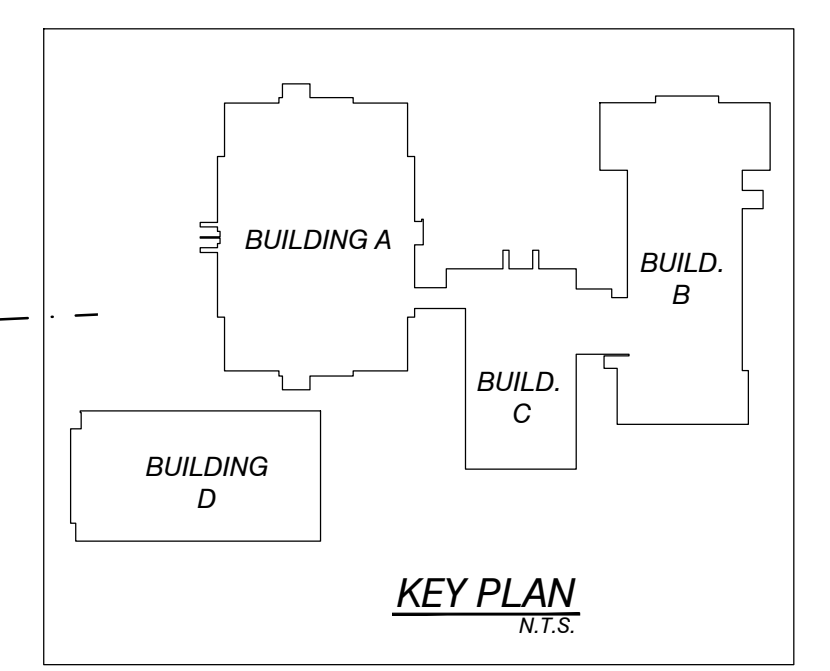 BUILDING A
BUILD.
B
BUILD.
C
BUILDING
D
KEY PLAN
N.T.S.